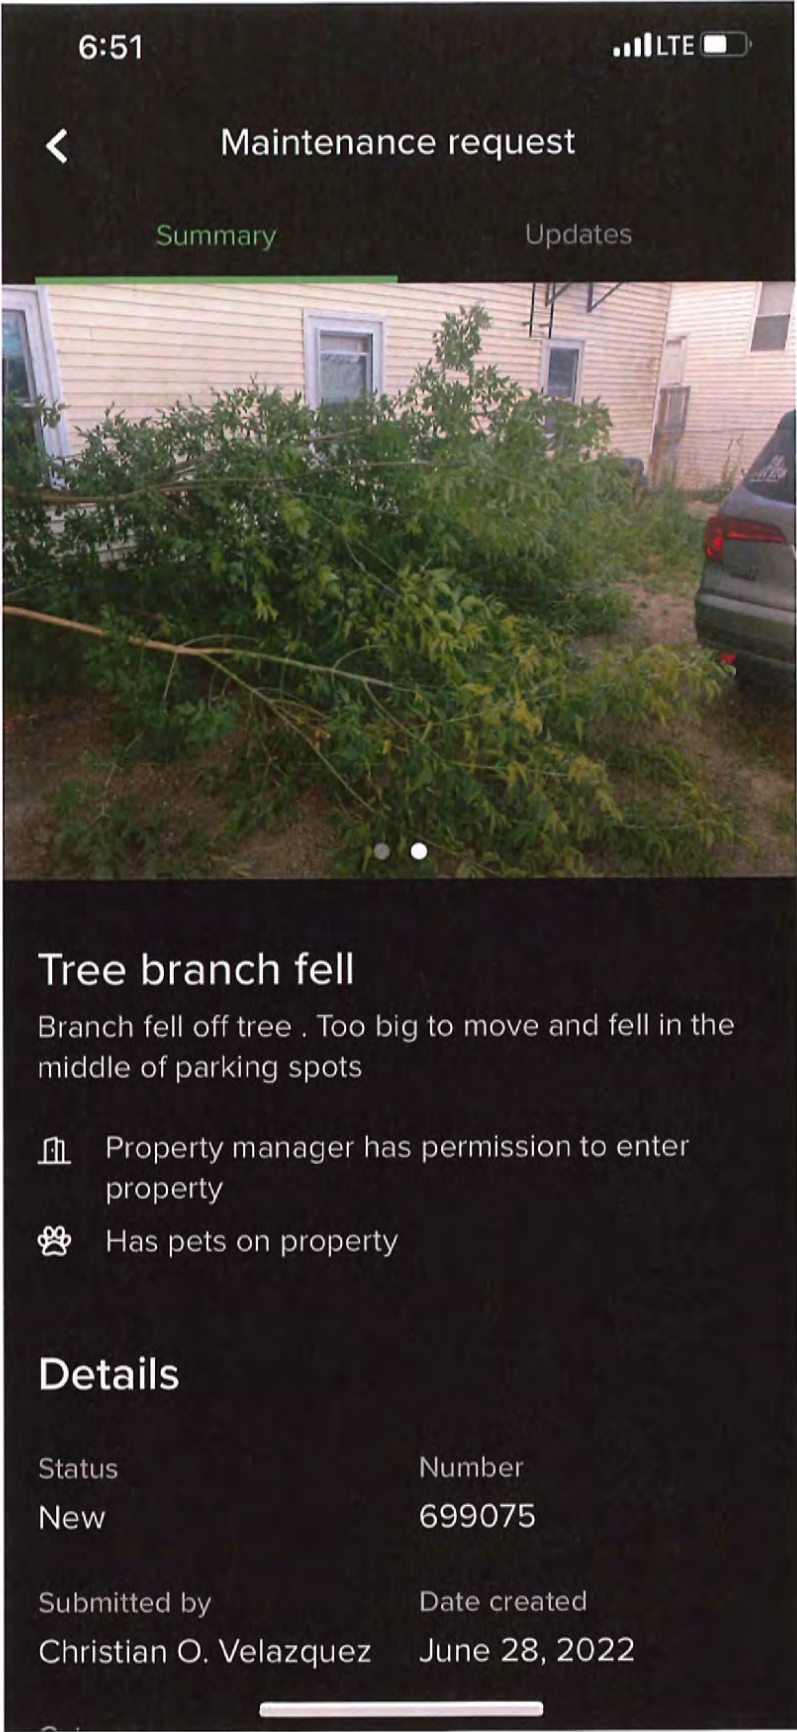 6:51
LTE
Maintenance request
Summary
Updates
Tree branch fell
Branch fell off tree . Too big to move and fell in the
middle of parking spots
Property manager has permission to enter
property
Has pets on property
Details
Status
Number
New
699075
Submitted by
Date created
Christian O. Velazquez
June 28, 2022